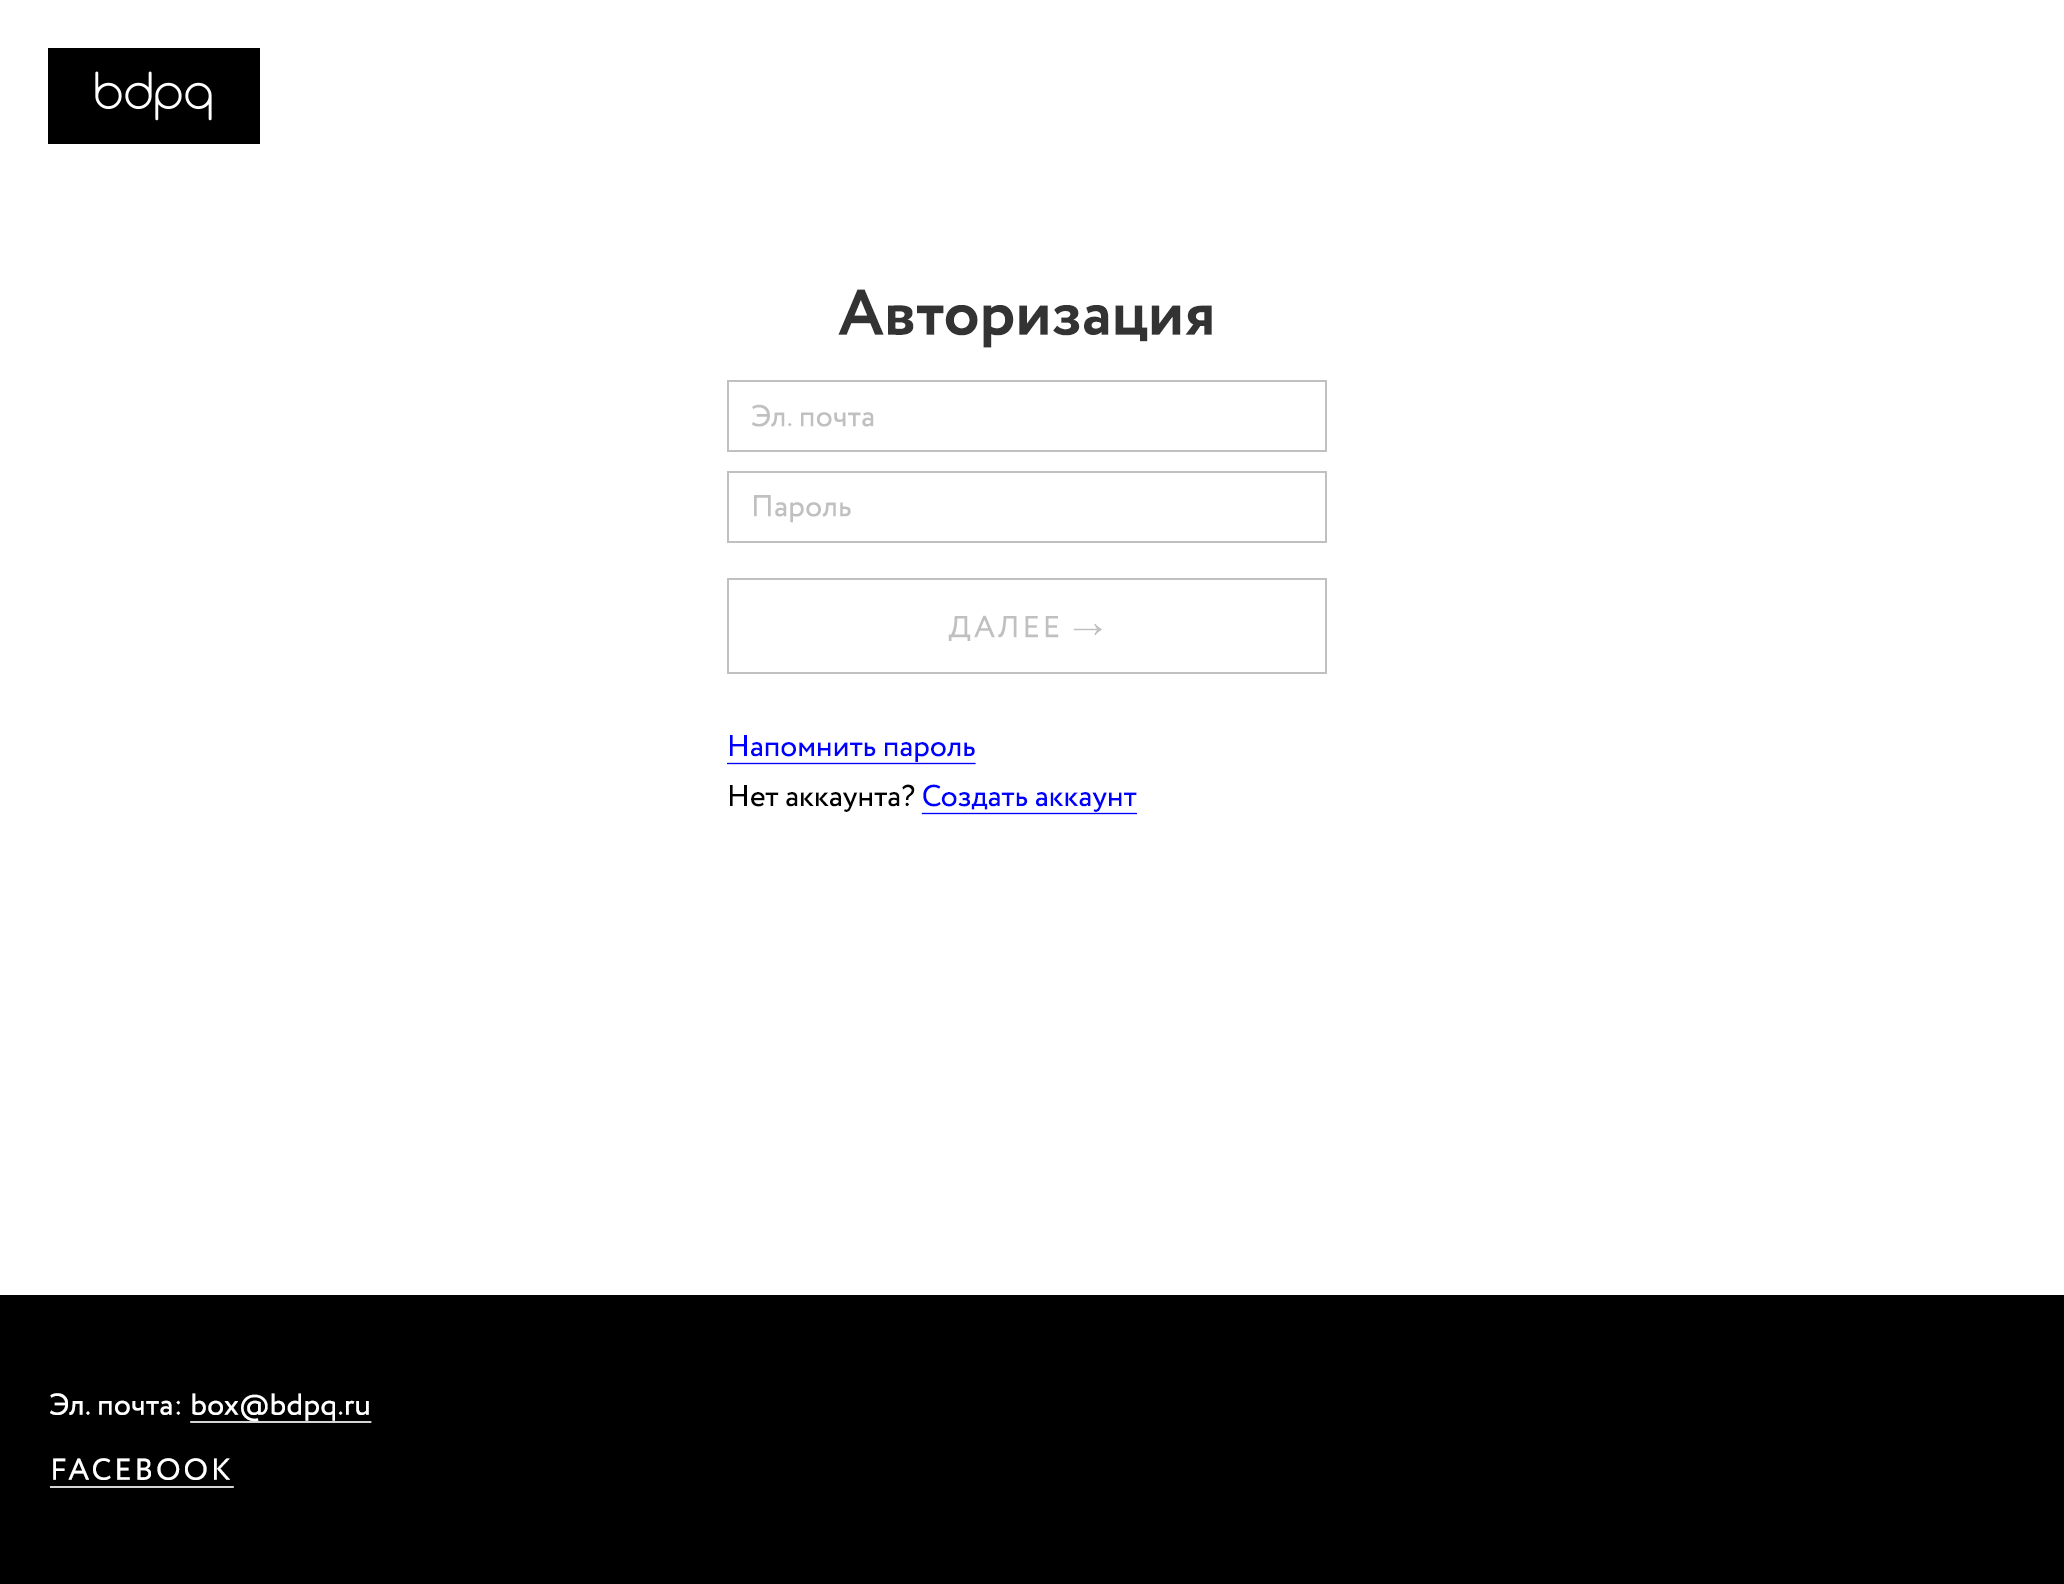 bdpq
Авторизация
Эл. почта
Пароль
ДАЛЕЕ →
Напомнить пароль
Нет аккаунта? Создать аккаунт
Эл. почта: box@bdpq.ru
FACEBOOK